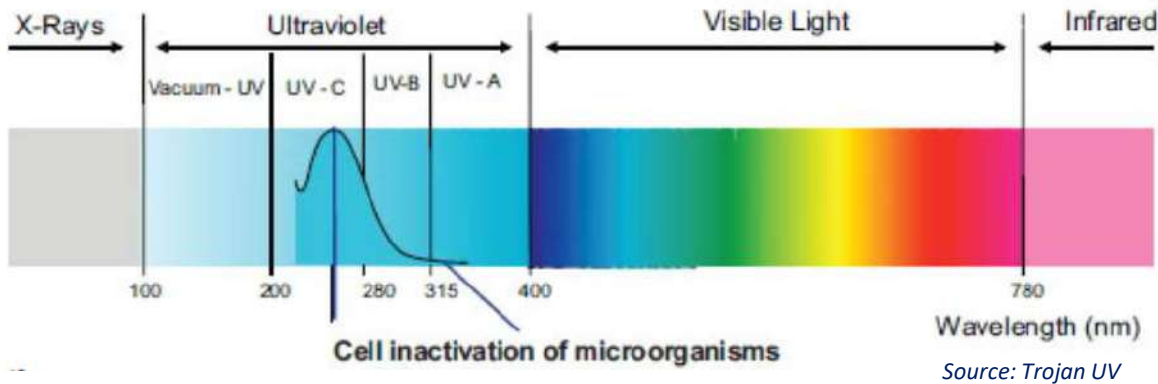 X-Rays Ultraviolet Visible Light Infrared
Vacuum - UV UV - C UV-B UV - A
100 200 280 315 400 780
Wavelength (nm)
Cell inactivation of microorganisms
Source: Trojan UV